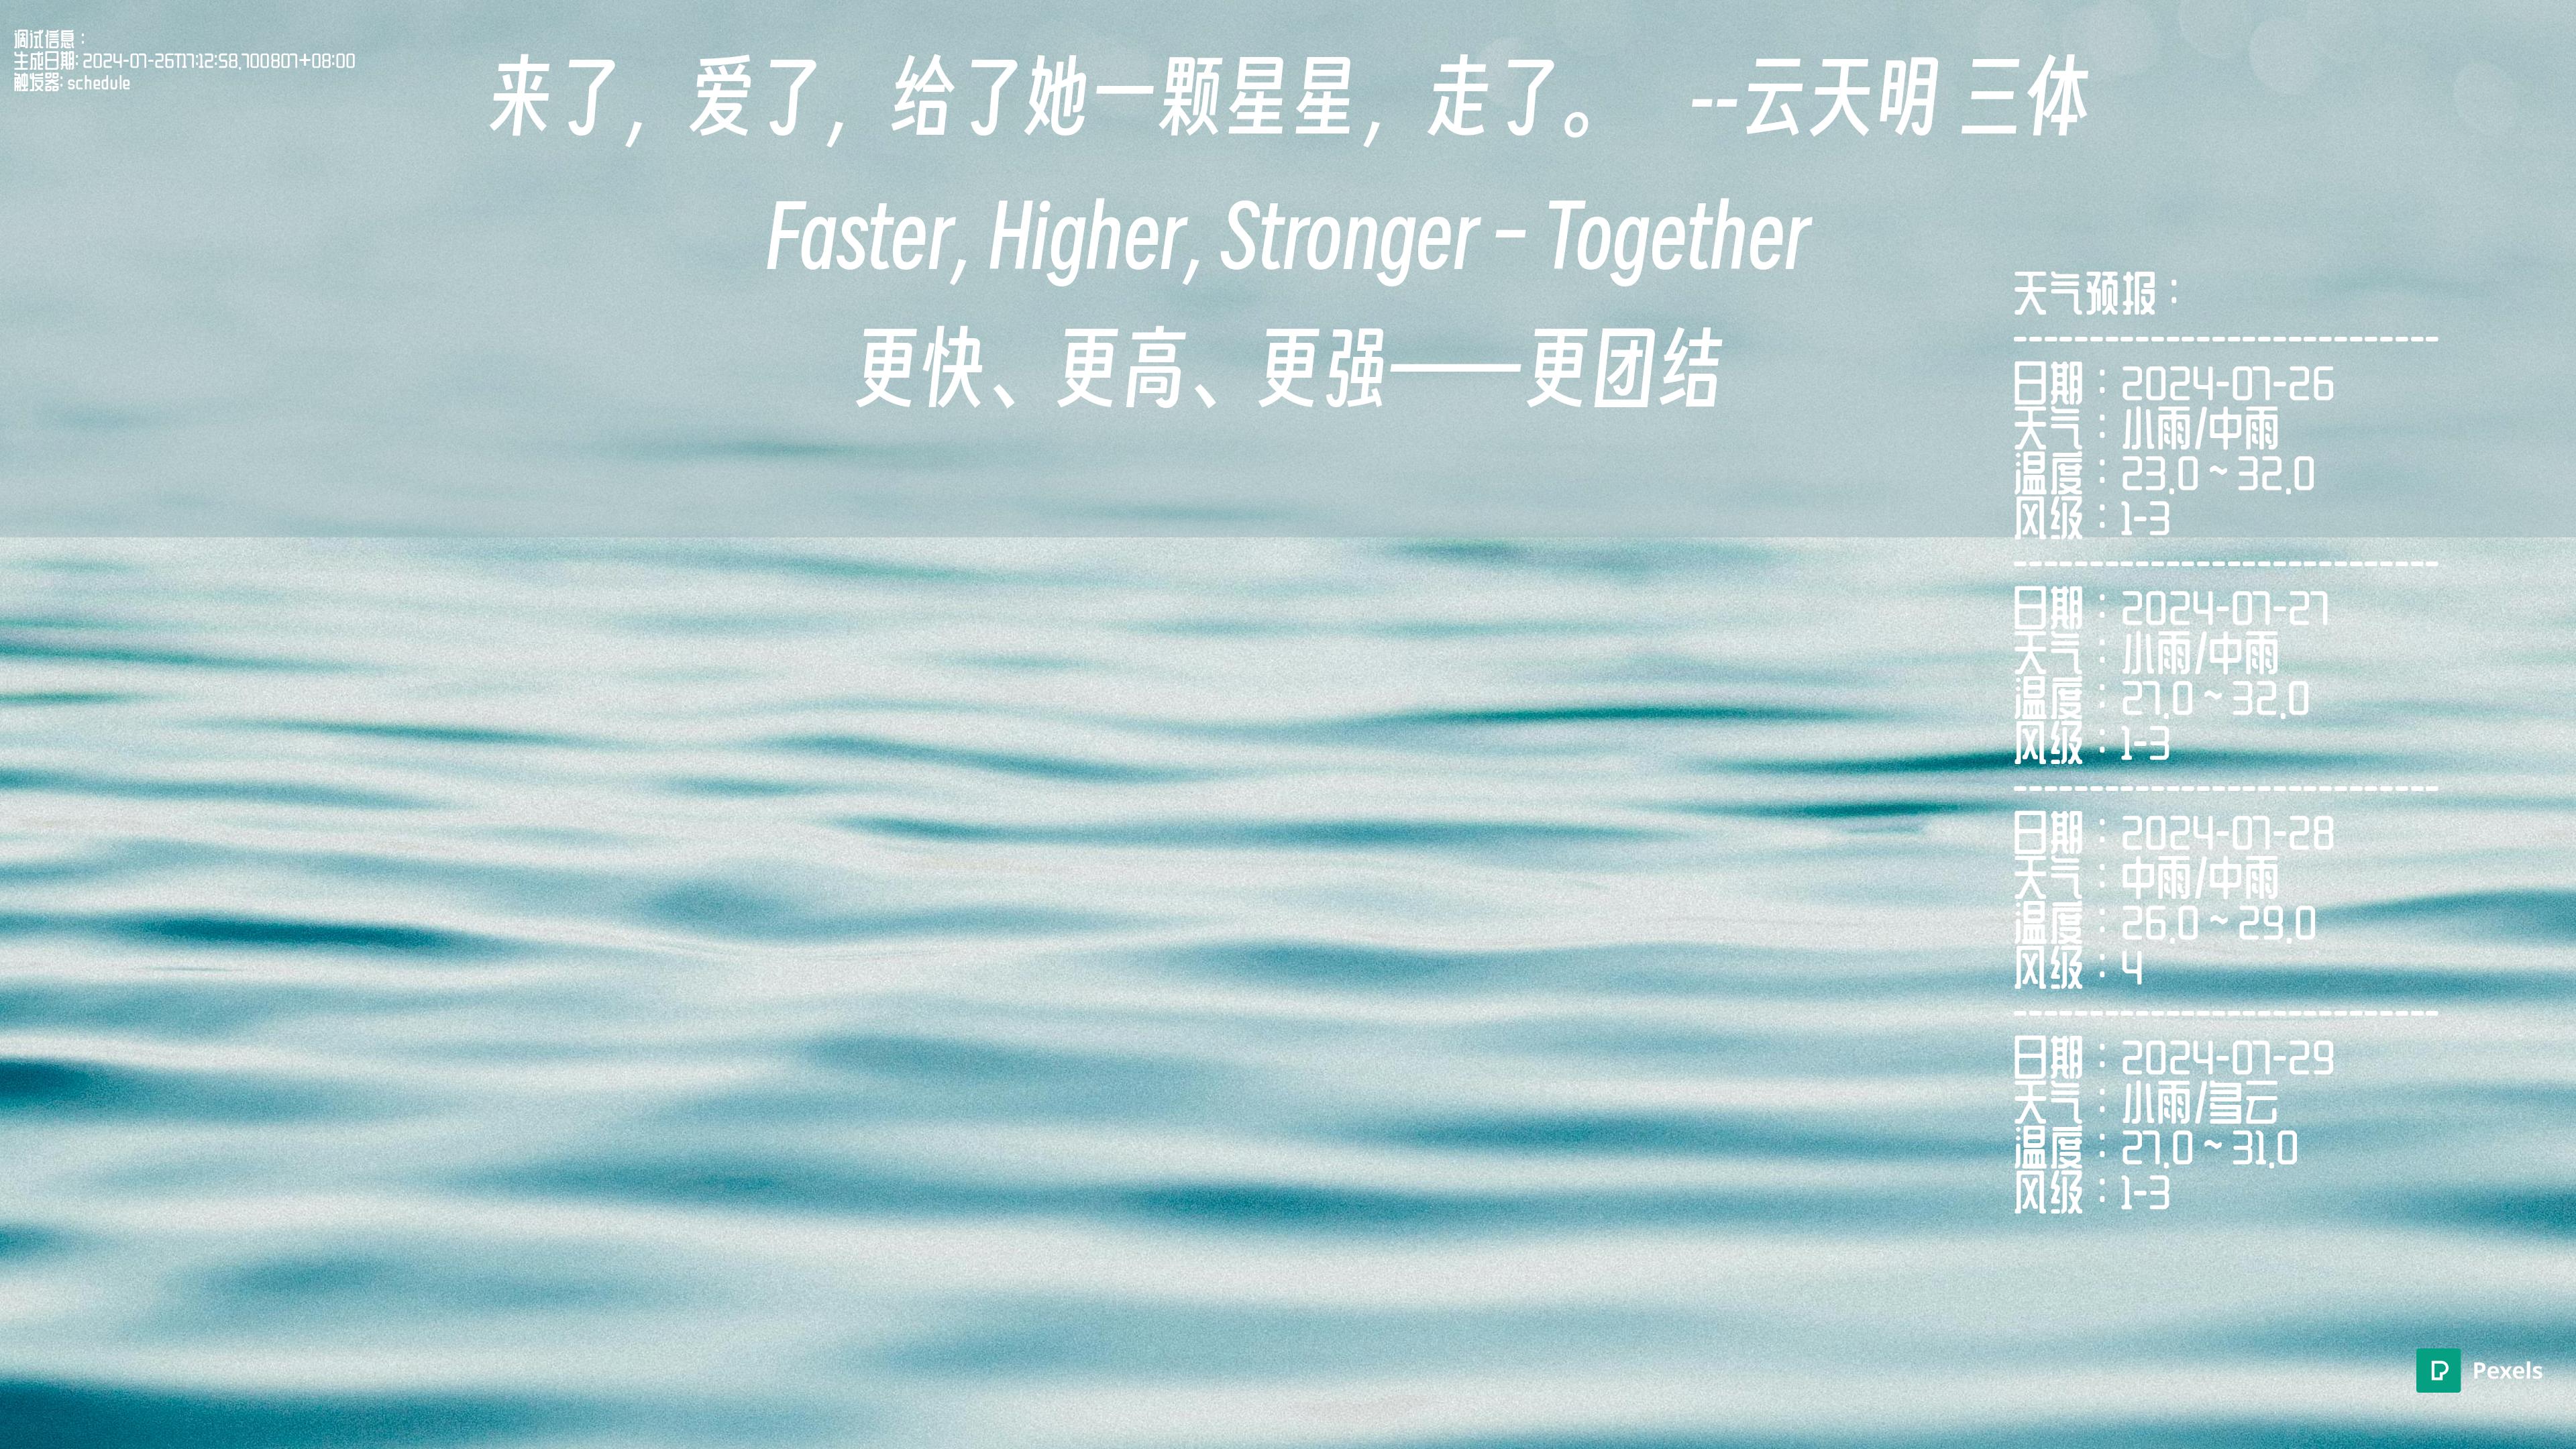 调试信息：
生成日期: 2024-07-26T17:12:58.700807+08:00
触发器: schedule
来了，爱了，给了她一颗星星，走了。 --云天明 三体
Faster, Higher, Stronger – Together
更快、更高、更强——更团结
天气预报：
----------------------------
日期：2024-07-26
天气：小雨/中雨
温度：23.0 ~ 32.0
风级：1-3
----------------------------
日期：2024-07-27
天气：小雨/中雨
温度：27.0 ~ 32.0
风级：1-3
----------------------------
日期：2024-07-28
天气：中雨/中雨
温度：26.0 ~ 29.0
风级：4
----------------------------
日期：2024-07-29
天气：小雨/多云
温度：27.0 ~ 31.0
风级：1-3
Pexels